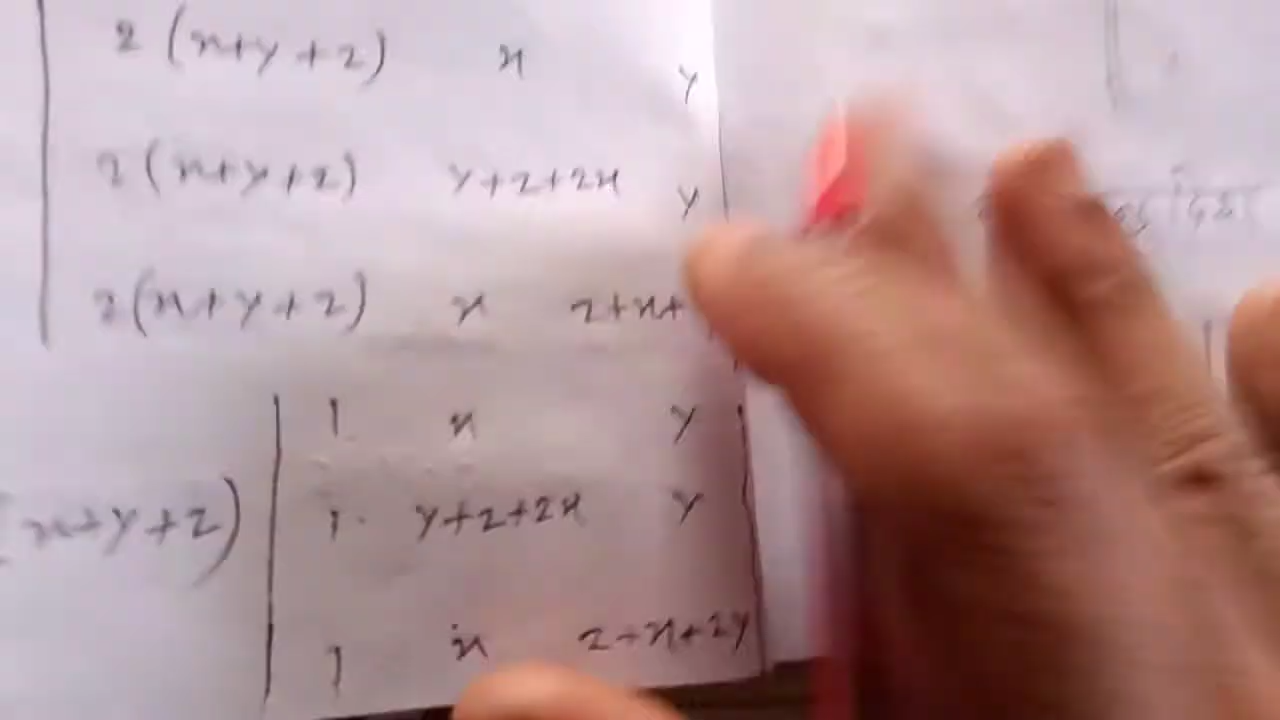 2 (x+y+z) x y
2 (x+y+z) y+z+2x y
2(x+y+z) x z+x+
1 x y
(x+y+z) 1 y+z+2x y
1 x z+x+2y